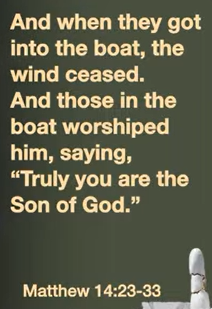 And when they got
into the boat, the
wind ceased.
And those in the
boat worshiped
him, saying,
“Truly you are the
Son of God.”
Matthew 14:23-33